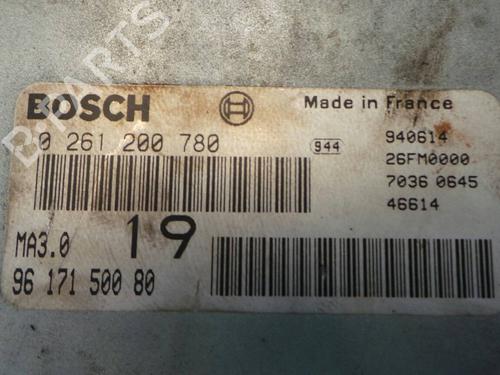 BOSCH Made in France
0 261 200 780 944 940614
26FM0000
7036 0645
46614
MA3.0 19
96 171 500 80
B-PARTS